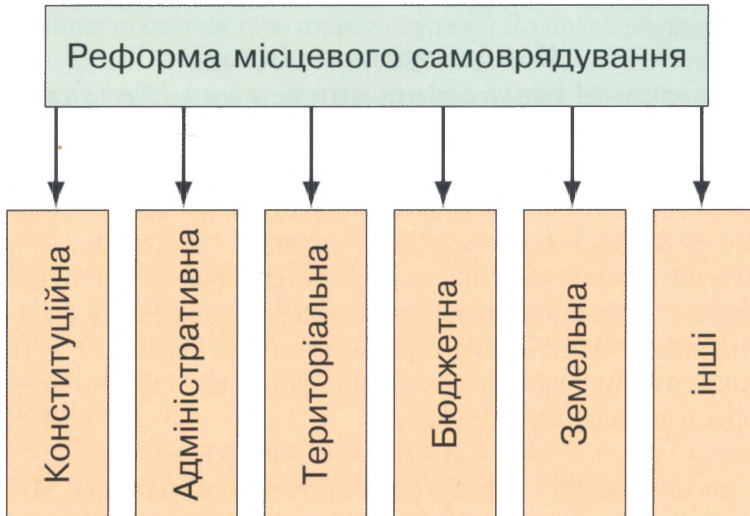 Реформа місцевого самоврядування
Конституційна
Адміністративна
Територіальна
Бюджетна
Земельна
інші